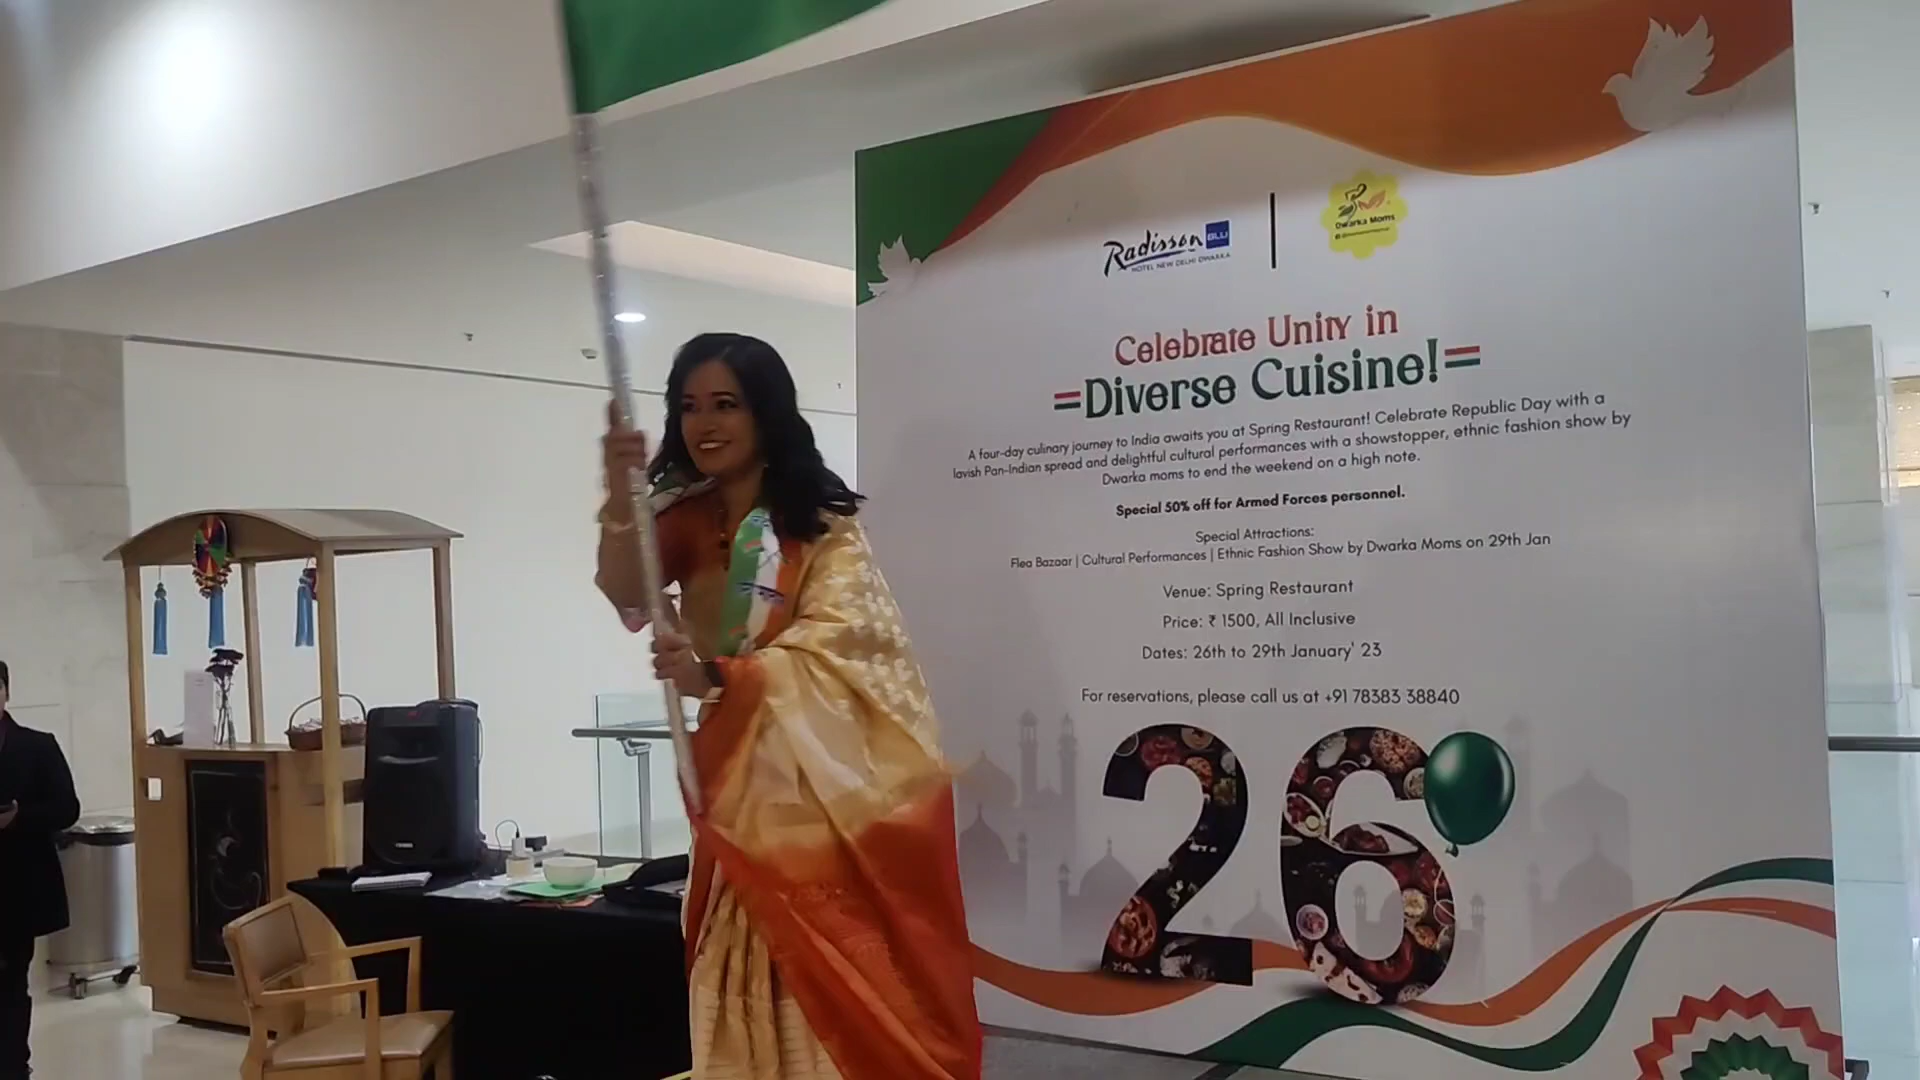 Radisson BLU
HOTEL NEW DELHI DWARKA
Dwarka Moms
Celebrate Unity in
=Diverse Cuisine!=
A four-day culinary journey to India awaits you at Spring Restaurant! Celebrate Republic Day with a
lavish Pan-Indian spread and delightful cultural performances with a showstopper, ethnic fashion show by
Dwarka moms to end the weekend on a high note.
Special 50% off for Armed Forces personnel.
Special Attractions:
Flea Bazaar | Cultural Performances | Ethnic Fashion Show by Dwarka Moms on 29th Jan
Venue: Spring Restaurant
Price: ₹ 1500, All Inclusive
Dates: 26th to 29th January' 23
For reservations, please call us at +91 78383 38840
26